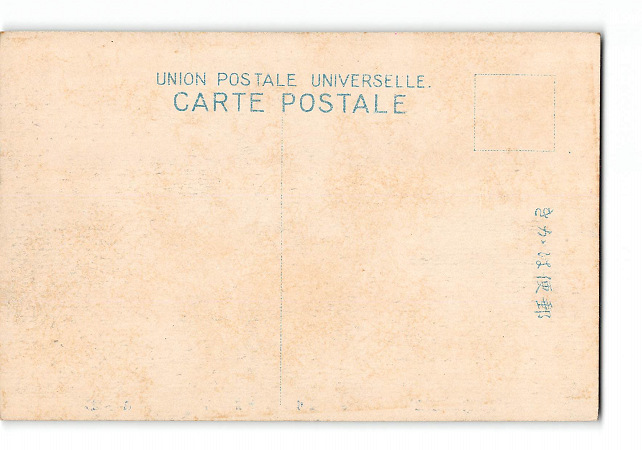 UNION POSTALE UNIVERSELLE.
CARTE POSTALE
郵便はがき